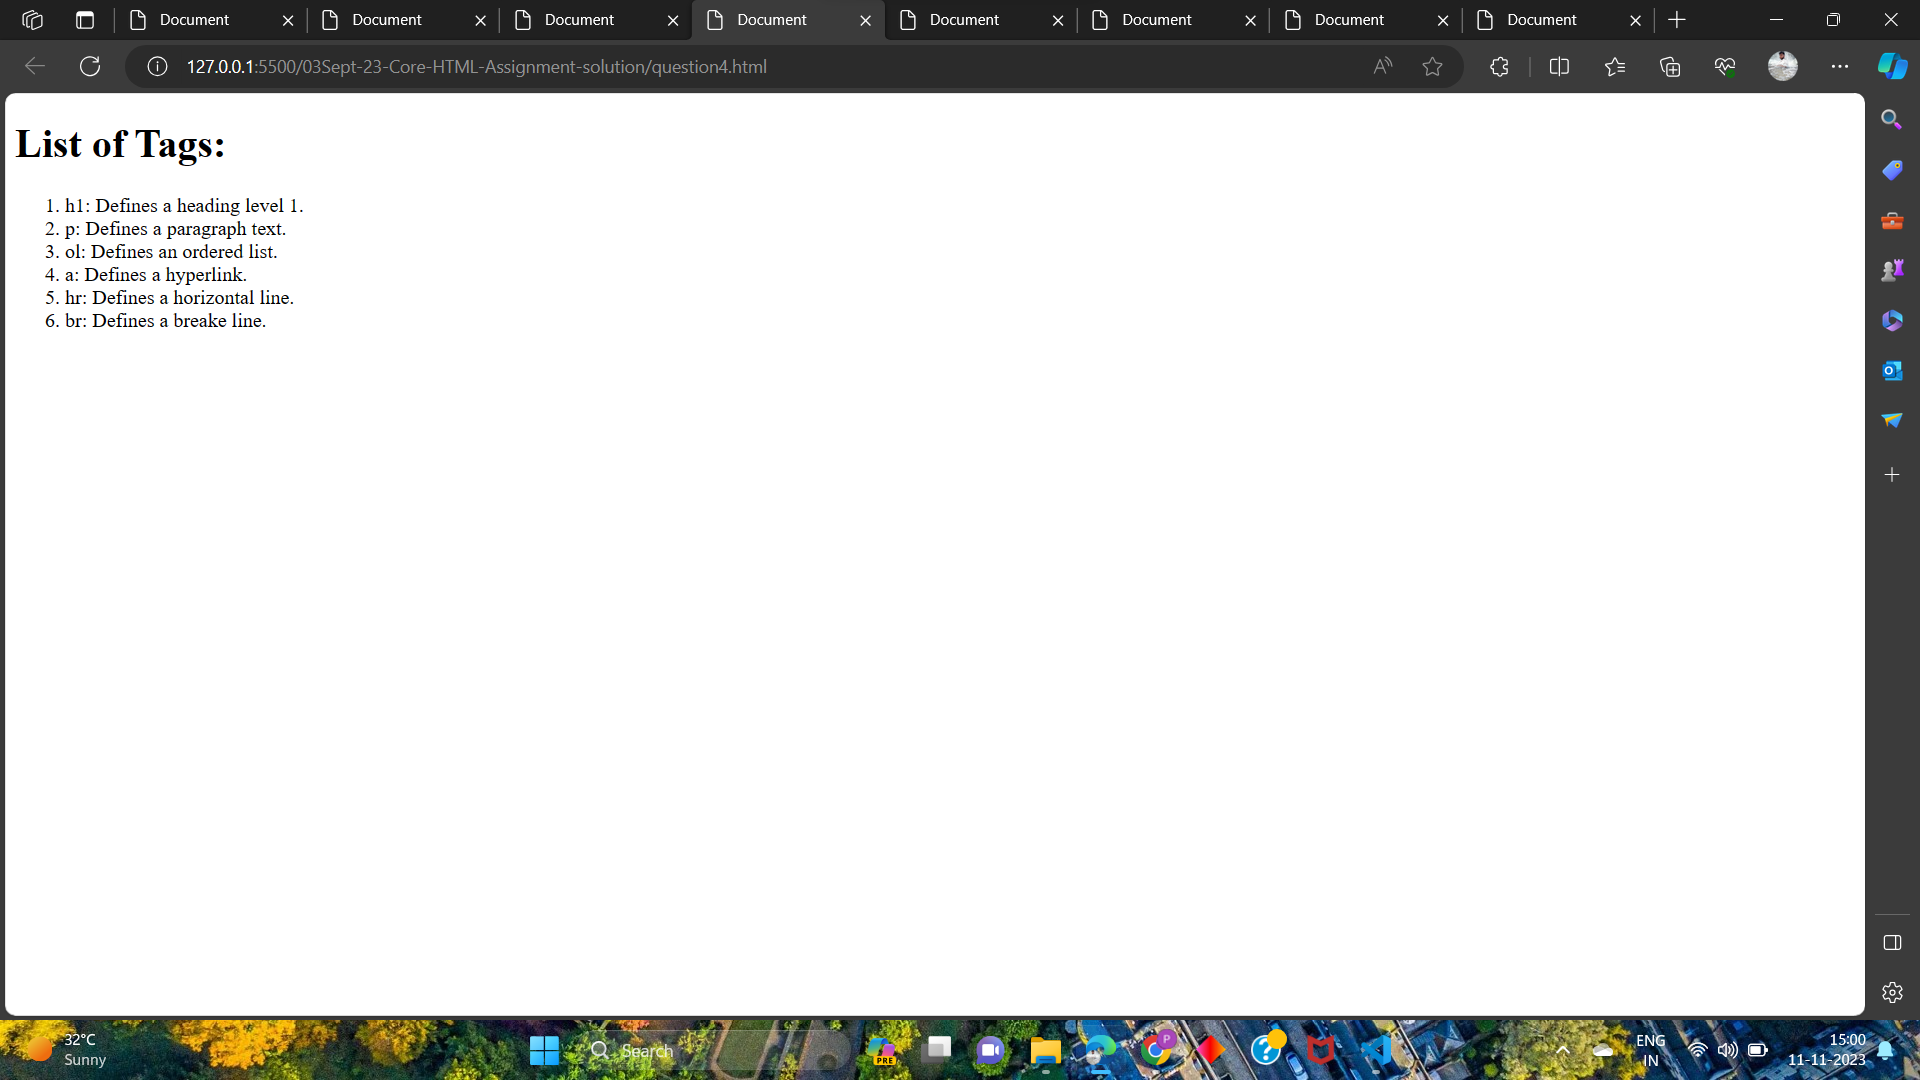 Document
Document
Document
Document
Document
Document
Document
Document
127.0.0.1:5500/03Sept-23-Core-HTML-Assignment-solution/question4.html
List of Tags:
1. h1: Defines a heading level 1.
2. p: Defines a paragraph text.
3. ol: Defines an ordered list.
4. a: Defines a hyperlink.
5. hr: Defines a horizontal line.
6. br: Defines a breake line.
32°C
Sunny
Search
PRE
P
ENG
IN
15:00
11-11-2023